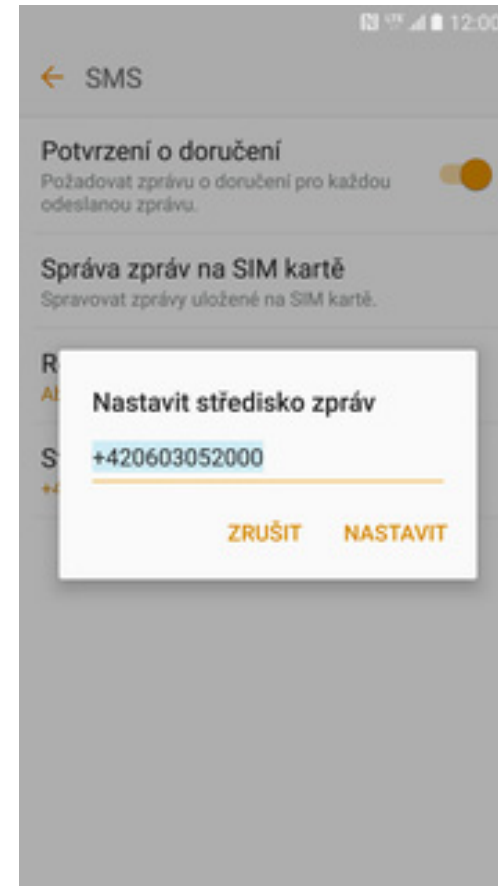 12:00
SMS
Potvrzení o doručení
Požadovat zprávu o doručení pro každou
odeslanou zprávu.
Správa zpráv na SIM kartě
Spravovat zprávy uložené na SIM kartě.
Nastavit středisko zpráv
+420603052000
ZRUŠIT NASTAVIT